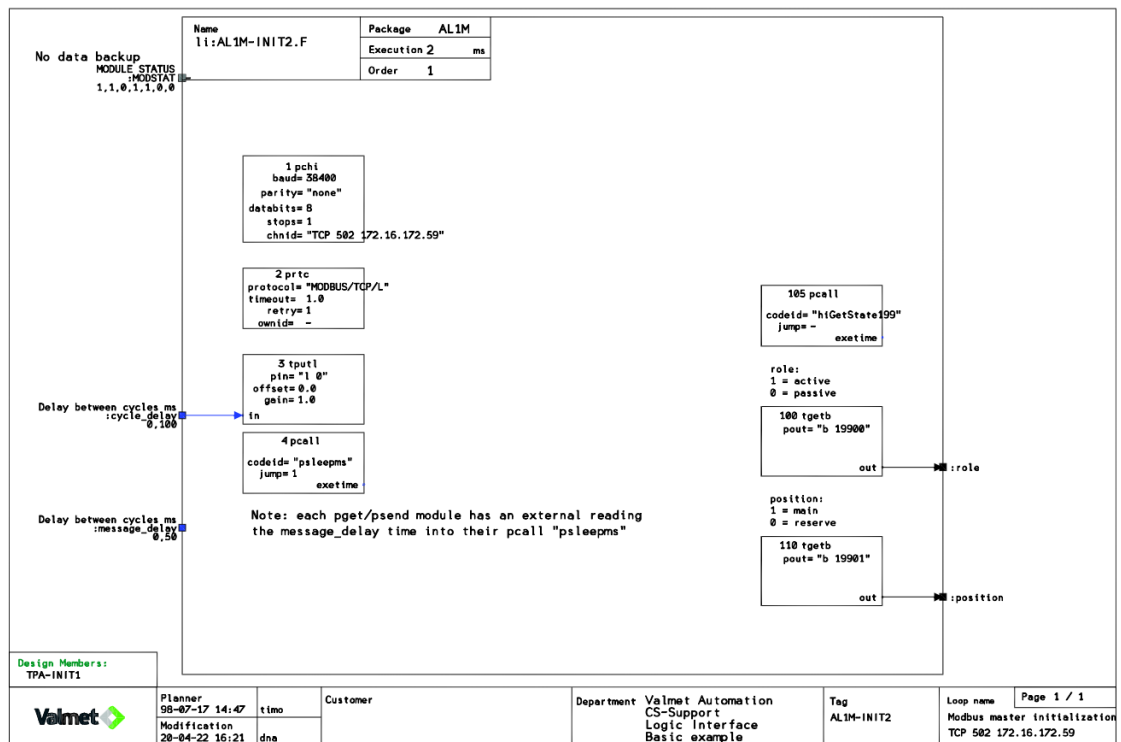 Name
li:AL1M-INIT2.F
Package AL1M
Execution 2 ms
Order 1
No data backup
MODULE STATUS
:MODSTAT
1,1,0,1,1,0,0
1 pchi
baud= 38400
parity= "none"
databits= 8
stops= 1
chnid= "TCP 502 172.16.172.59"
2 prtc
protocol= "MODBUS/TCP/L"
timeout= 1.0
retry= 1
ownid= -
3 tputl
pin= "l 0"
offset= 0.0
gain= 1.0
in
Delay between cycles ms
:cycle_delay
0,100
4 pcall
codeid= "psleepms"
jump= 1
exetime
Delay between cycles ms
:message_delay
0,50
Note: each pget/psend module has an external reading
the message_delay time into their pcall "psleepms"
105 pcall
codeid= "hiGetState199"
jump= -
exetime
role:
1 = active
0 = passive
100 tgetb
pout= "b 19900"
out
:role
position:
1 = main
0 = reserve
110 tgetb
pout= "b 19901"
out
:position
Design Members:
TPA-INIT1
Valmet
Planner
98-07-17 14:47 timo
Modification
20-04-22 16:21 dna
Customer
Department Valmet Automation
CS-Support
Logic Interface
Basic example
Tag
AL1M-INIT2
Loop name Page 1 / 1
Modbus master initialization
TCP 502 172.16.172.59